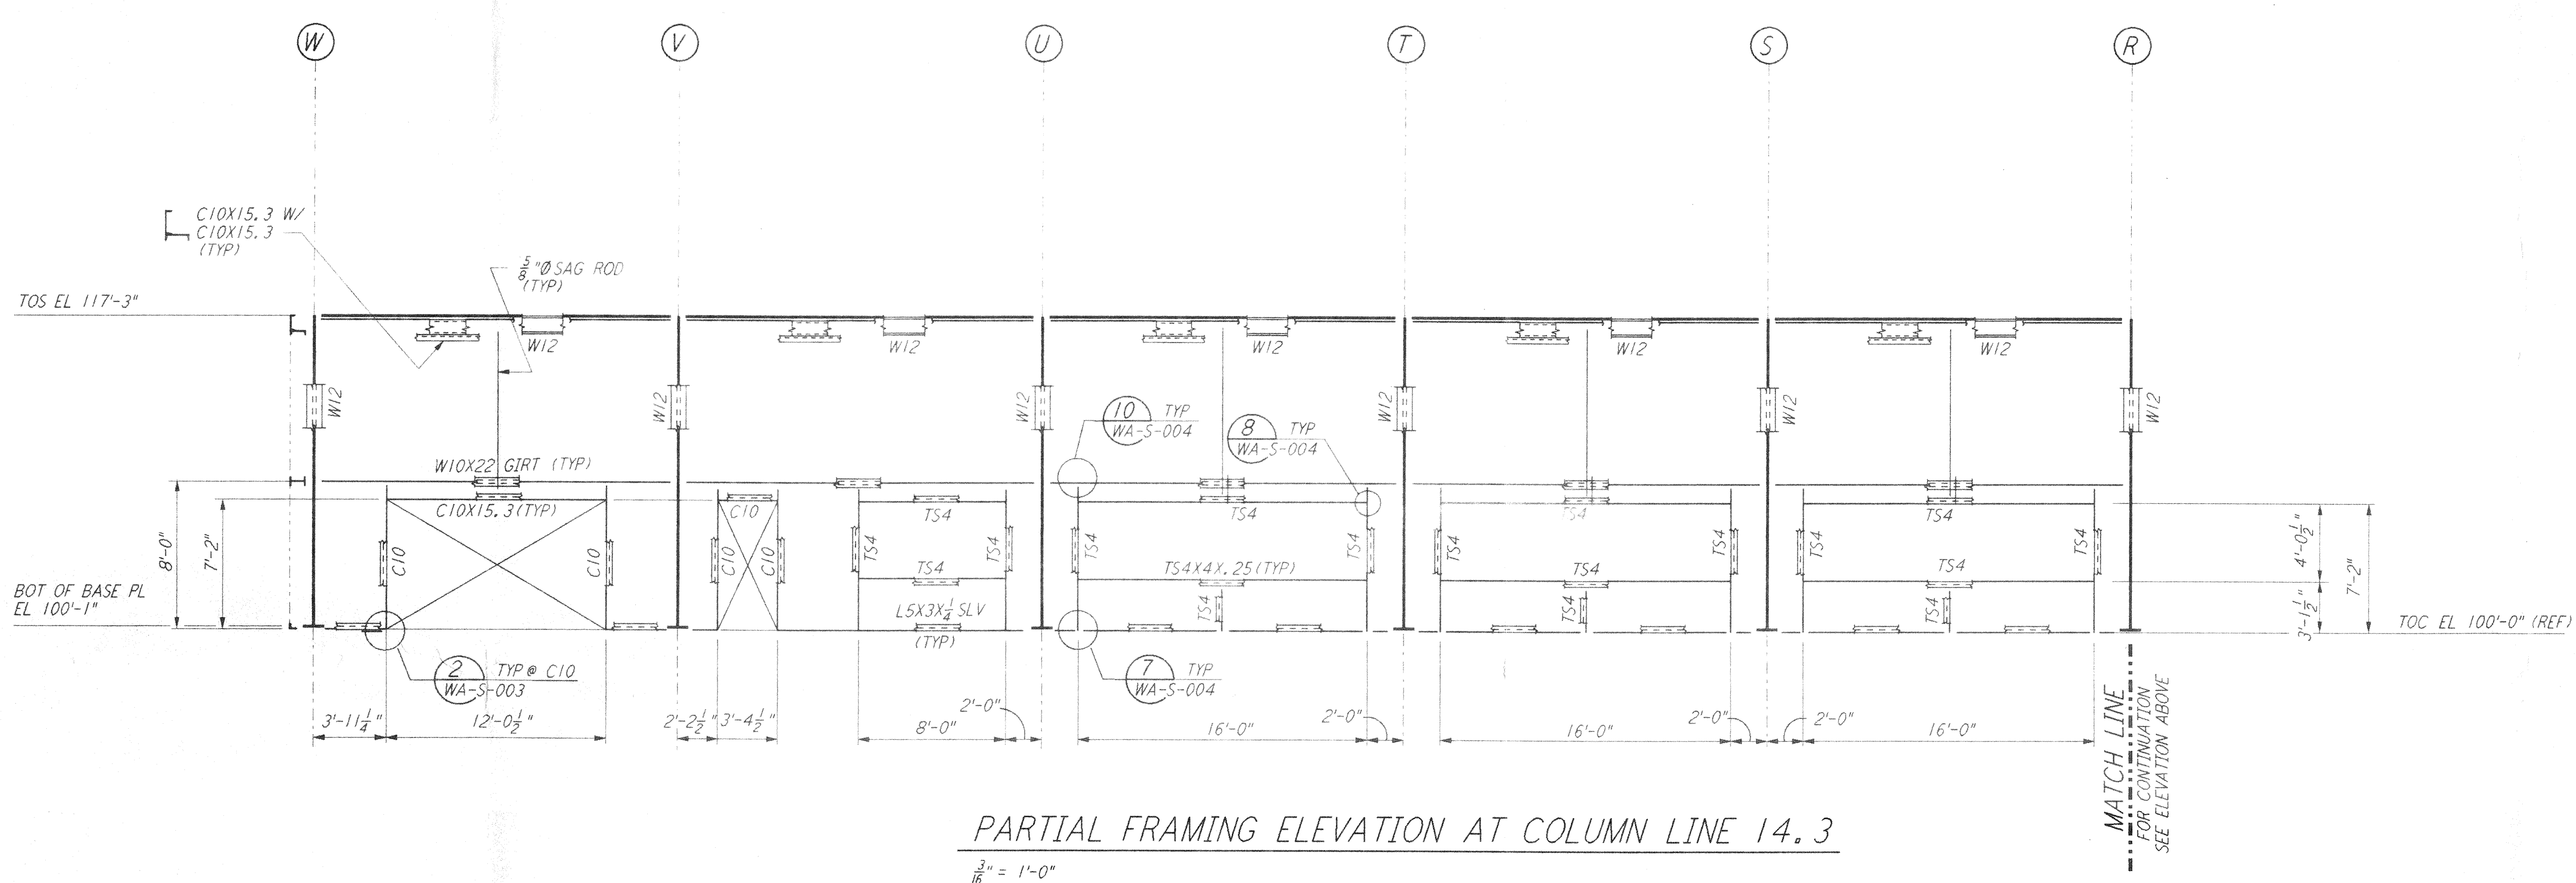 W
V
U
T
S
R
C10X15.3 W/
C10X15.3
(TYP)
5/8"Ø SAG ROD
(TYP)
TOS EL 117'-3"
W12
W12
W12
W12
W12
W12
W12
W12
W12
W12
W12
10 TYP
WA-S-004
8 TYP
WA-S-004
W10X22 GIRT (TYP)
C10X15.3(TYP)
C10
TS4
TS4
TS4
TS4
8'-0"
7'-2"
C10
C10
C10
C10
TS4
TS4
TS4
TS4
TS4
TS4
TS4
TS4
4'-0 1/2"
7'-2"
3'-1 1/2"
TS4
TS4X4X.25(TYP)
TS4
TS4
BOT OF BASE PL
EL 100'-1"
L5X3X1/4 SLV
(TYP)
TS4
TS4
TS4
TOC EL 100'-0" (REF)
2 TYP @ C10
WA-S-003
7 TYP
WA-S-004
3'-11 1/4"
12'-0 1/2"
2'-2 1/2"
3'-4 1/2"
8'-0"
2'-0"
16'-0"
2'-0"
16'-0"
2'-0"
2'-0"
16'-0"
MATCH LINE
FOR CONTINUATION
SEE ELEVATION ABOVE
PARTIAL FRAMING ELEVATION AT COLUMN LINE 14.3
3/16" = 1'-0"